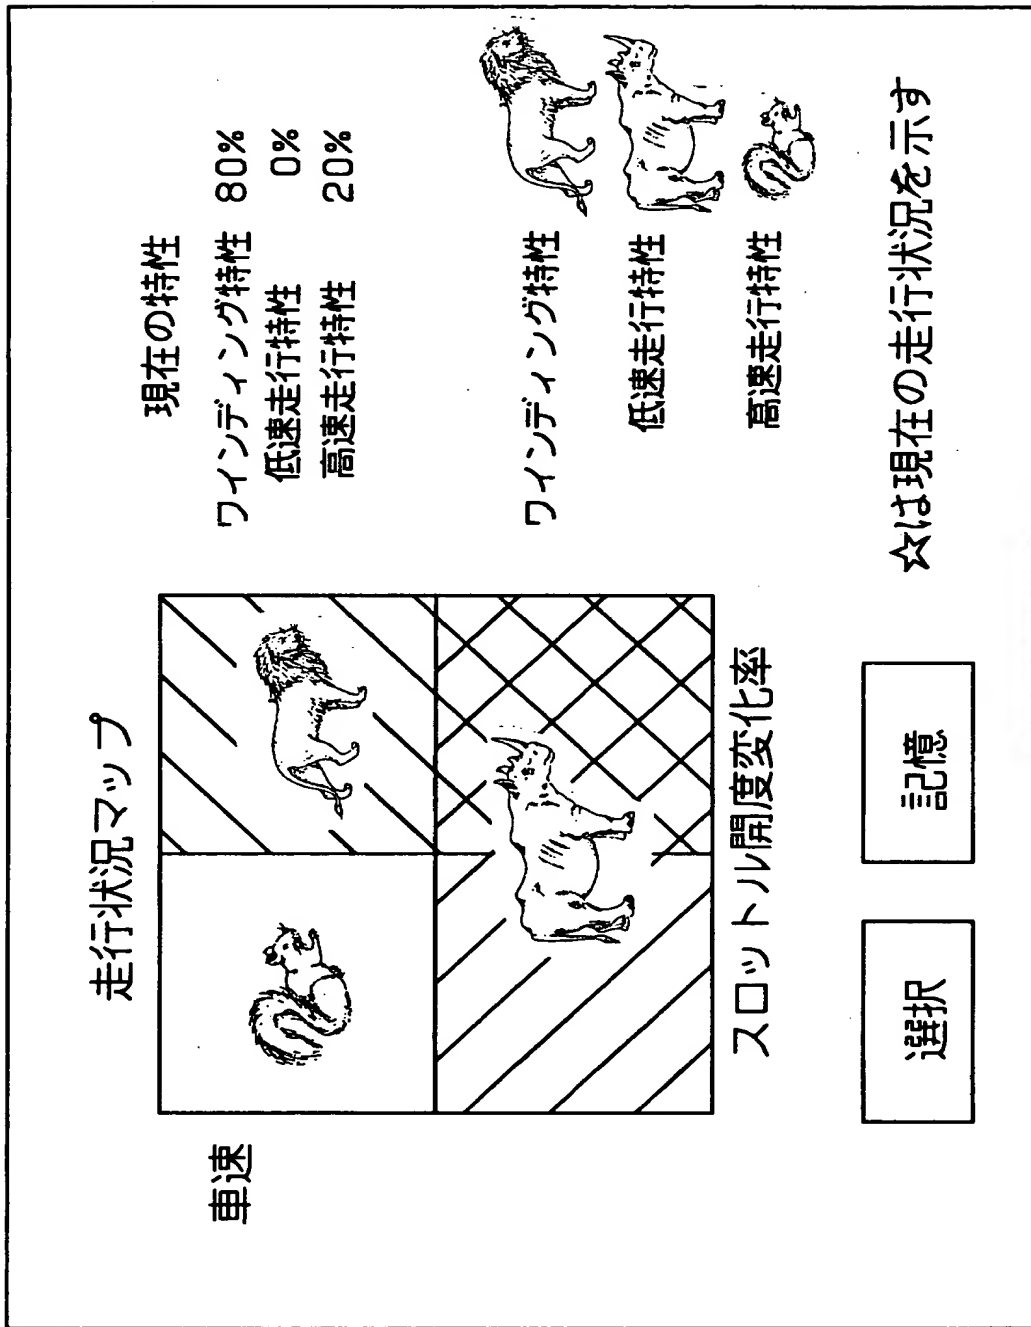 走行状況マップ
車速
スロットル開度変化率
現在の特性
ワインディング特性 80%
低速走行特性 0%
高速走行特性 20%
ワインディング特性
低速走行特性
高速走行特性
選択
記憶
☆は現在の走行状況を示す